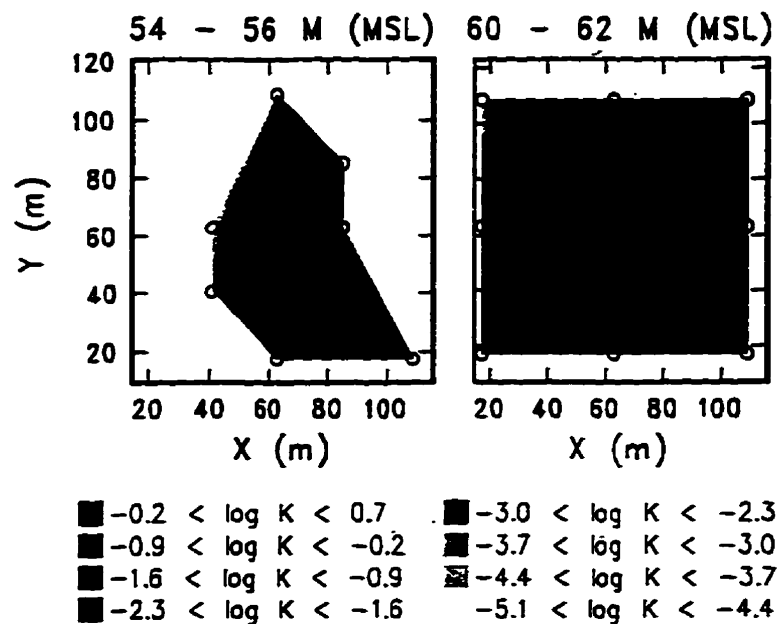 54 - 56 M (MSL) 60 - 62 M (MSL)
120
100
80
60
40
20
Y (m)
20 40 60 80 100
20 40 60 80 100
X (m) X (m)
-0.2 < log K < 0.7 -3.0 < log K < -2.3
-0.9 < log K < -0.2 -3.7 < log K < -3.0
-1.6 < log K < -0.9 -4.4 < log K < -3.7
-2.3 < log K < -1.6 -5.1 < log K < -4.4